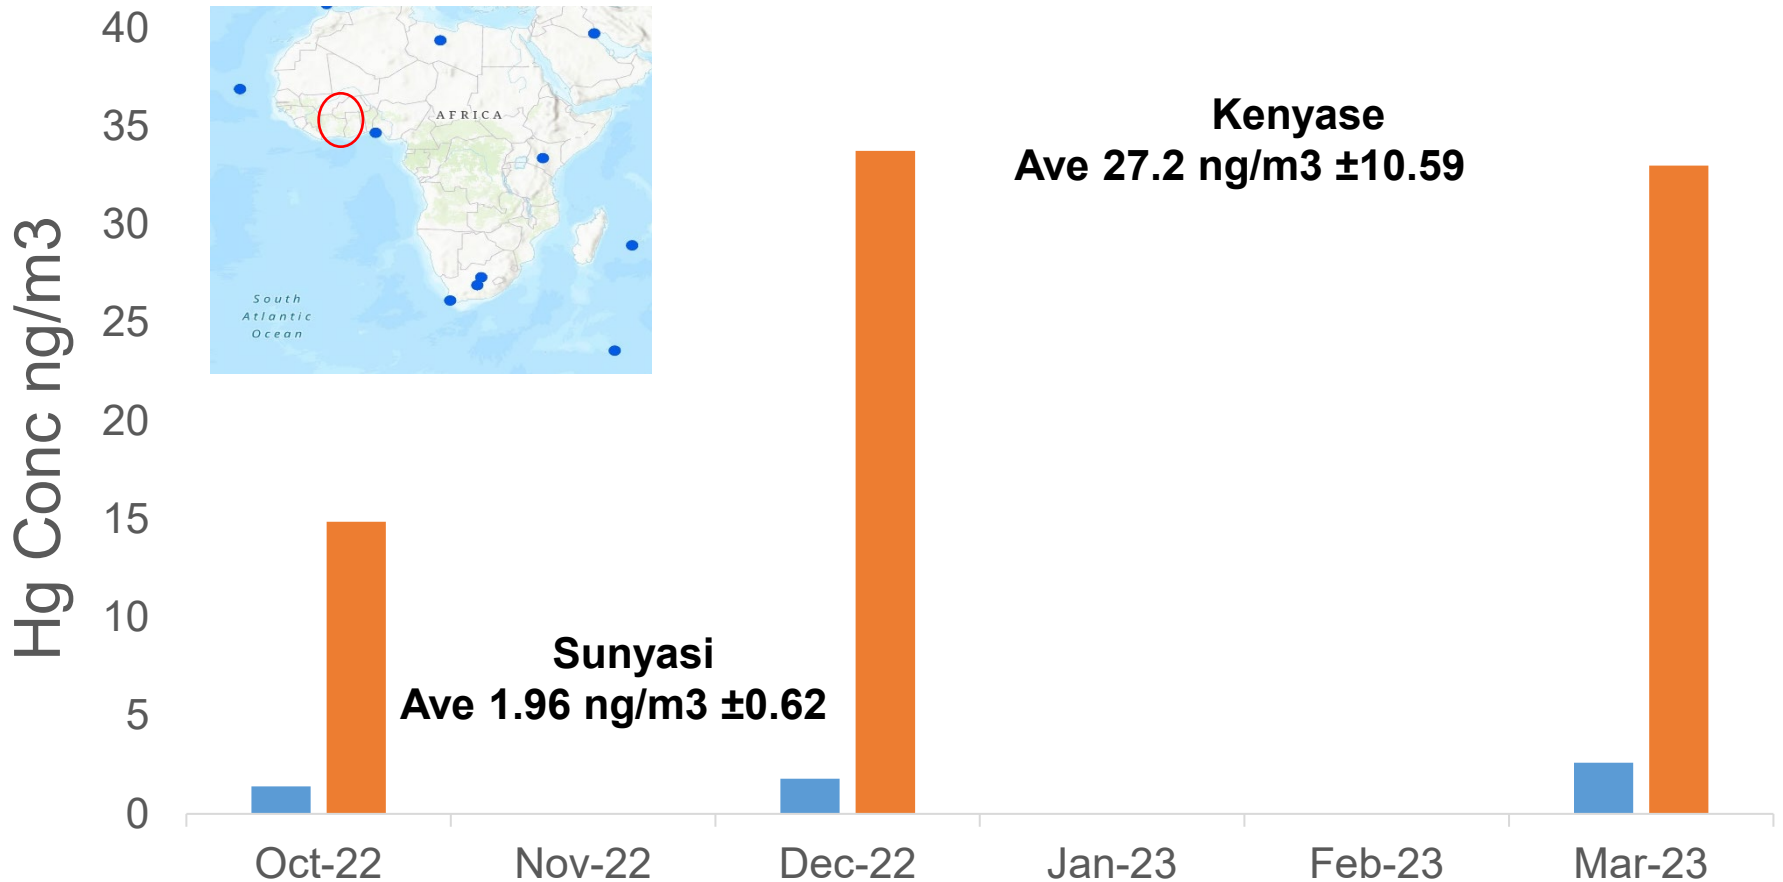 Hg Conc ng/m3
40
35
30
25
20
15
10
5
0
AFRICA
South
Atlantic
Ocean
Kenyase
Ave 27.2 ng/m3 ±10.59
Sunyasi
Ave 1.96 ng/m3 ±0.62
Oct-22
Nov-22
Dec-22
Jan-23
Feb-23
Mar-23